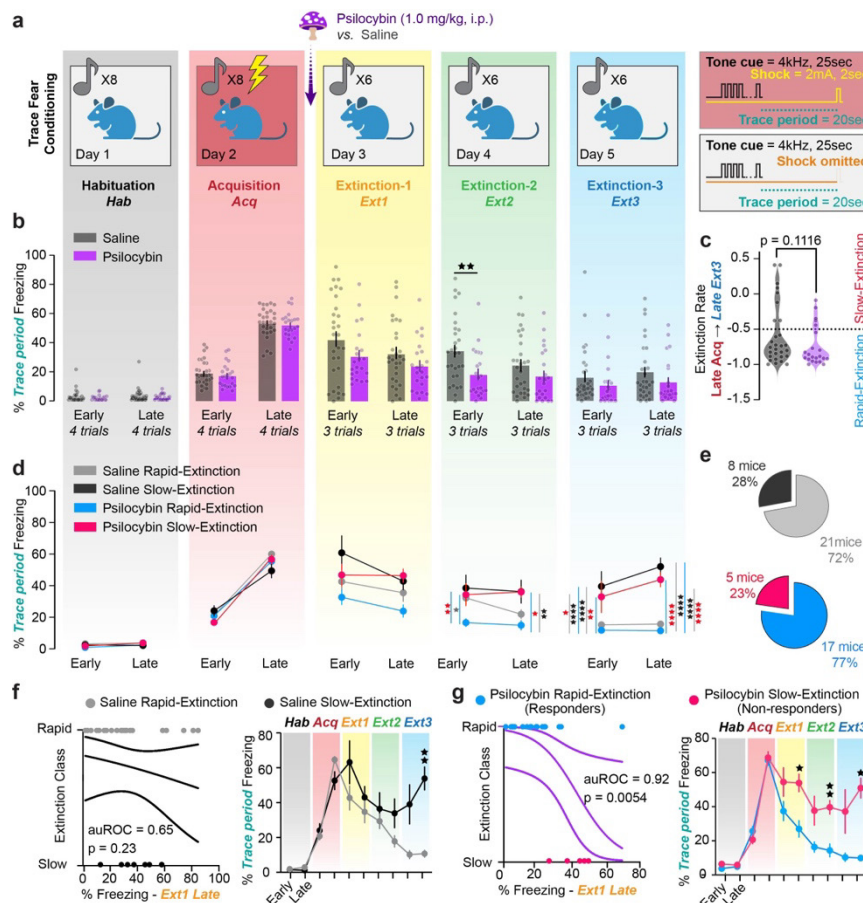 a
Psilocybin (1.0 mg/kg, i.p.)
vs. Saline
Trace Fear
Conditioning
X8
Day 1
X8
Day 2
X6
Day 3
X6
Day 4
X6
Day 5
Habituation
Hab
Acquisition
Acq
Extinction-1
Ext1
Extinction-2
Ext2
Extinction-3
Ext3
Tone cue = 4kHz, 25sec
Shock = 2mA, 2sec
Trace period = 20sec
Tone cue = 4kHz, 25sec
Shock omitted
Trace period = 20sec
b
Saline
Psilocybin
% Trace period Freezing
100
80
60
40
20
0
★★
Early
4 trials
Late
4 trials
Early
4 trials
Late
4 trials
Early
3 trials
Late
3 trials
Early
3 trials
Late
3 trials
Early
3 trials
Late
3 trials
c
p = 0.1116
Extinction Rate
Late Acq → Late Ext3
0.5
0.0
-0.5
-1.0
-1.5
Slow-Extinction
Rapid-Extinction
d
Saline Rapid-Extinction
Saline Slow-Extinction
Psilocybin Rapid-Extinction
Psilocybin Slow-Extinction
% Trace period Freezing
100
80
60
40
20
0
Early Late
Early Late
Early Late
Early Late
Early Late
e
8 mice
28%
21mice
72%
5 mice
23%
17 mice
77%
f
Saline Rapid-Extinction
Saline Slow-Extinction
Extinction Class
Rapid
Slow
auROC = 0.65
p = 0.23
0 20 40 60 80 100
% Freezing - Ext1 Late
Hab Acq Ext1 Ext2 Ext3
% Trace period Freezing
80
60
40
20
0
Early
Late
★★
g
Psilocybin Rapid-Extinction
(Responders)
Psilocybin Slow-Extinction
(Non-responders)
Extinction Class
Rapid
Slow
auROC = 0.92
p = 0.0054
0 20 40 60 80
% Freezing - Ext1 Late
Hab Acq Ext1 Ext2 Ext3
% Trace period Freezing
80
60
40
20
0
Early
Late
★
★★
★